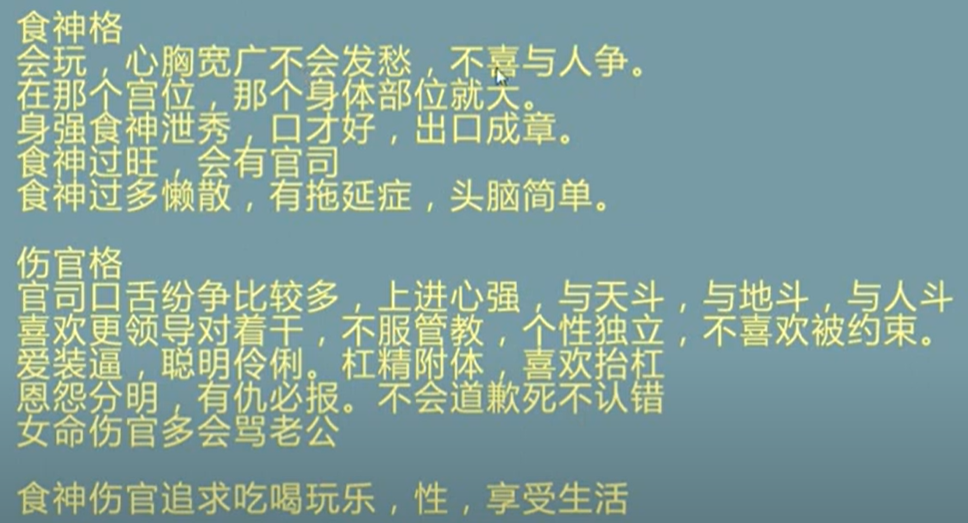 食神格
会玩，心胸宽广不会发愁，不喜与人争。
在那个宫位，那个身体部位就大。
身强食神泄秀，口才好，出口成章。
食神过旺，会有官司
食神过多懒散，有拖延症，头脑简单。
伤官格
官司口舌纷争比较多，上进心强，与天斗，与地斗，与人斗
喜欢更领导对着干，不服管教，个性独立，不喜欢被约束。
爱装逼，聪明伶俐。杠精附体，喜欢抬杠
恩怨分明，有仇必报。不会道歉死不认错
女命伤官多会骂老公
食神伤官追求吃喝玩乐，性，享受生活